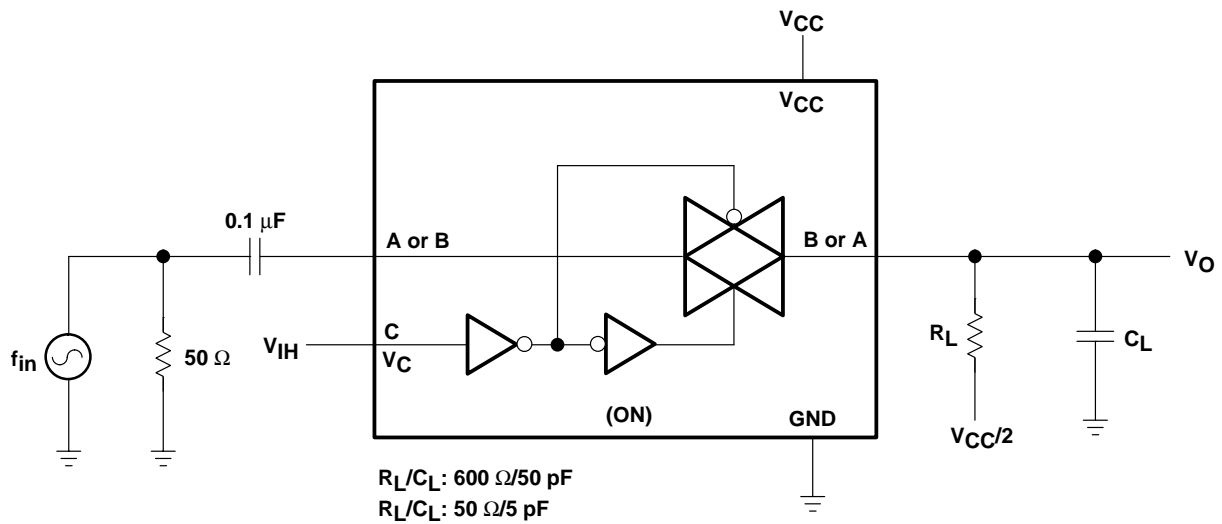 VCC
VCC
0.1 μF
A or B
B or A
VO
fin
50 Ω
VIH
C
VC
RL
CL
(ON)
GND
VCC/2
RL/CL: 600 Ω/50 pF
RL/CL: 50 Ω/5 pF